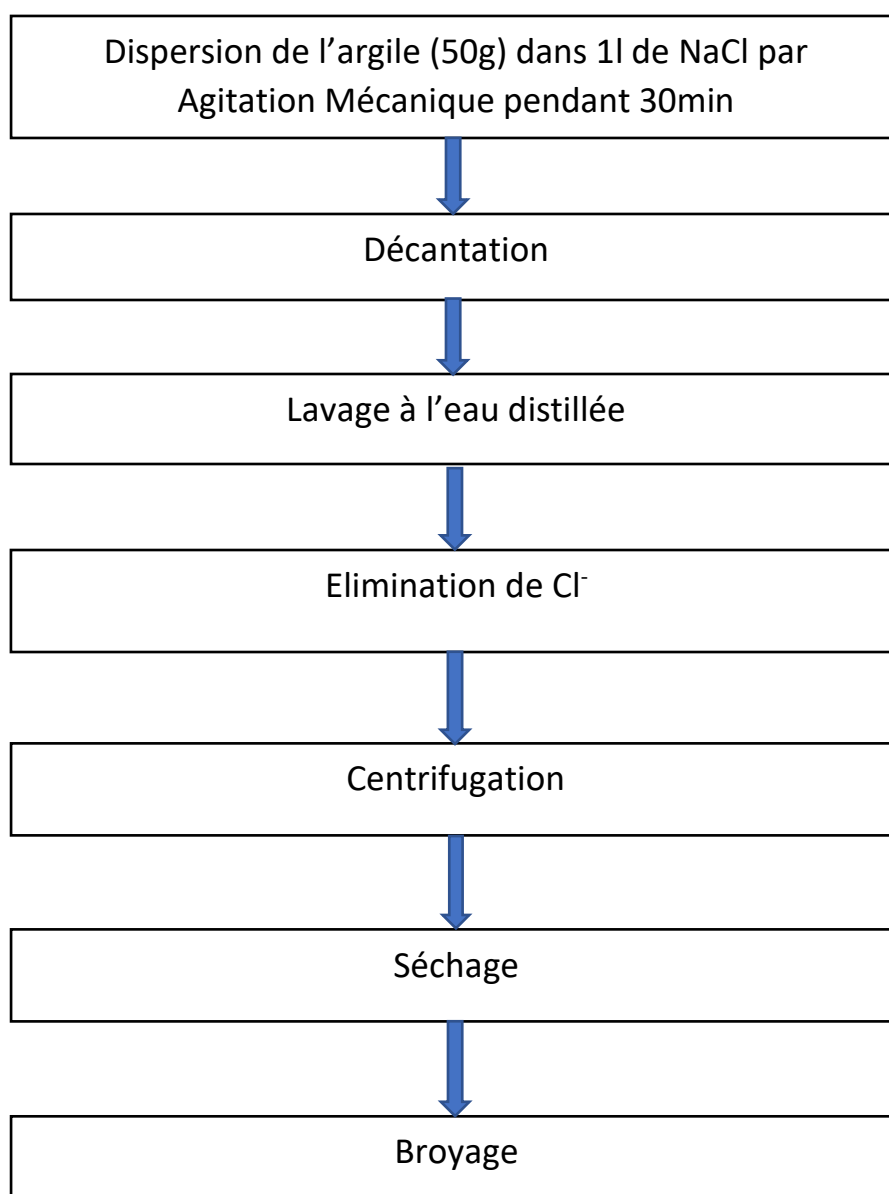 Dispersion de l’argile (50g) dans 1l de NaCl par
Agitation Mécanique pendant 30min
Décantation
Lavage à l’eau distillée
Elimination de Cl⁻
Centrifugation
Séchage
Broyage